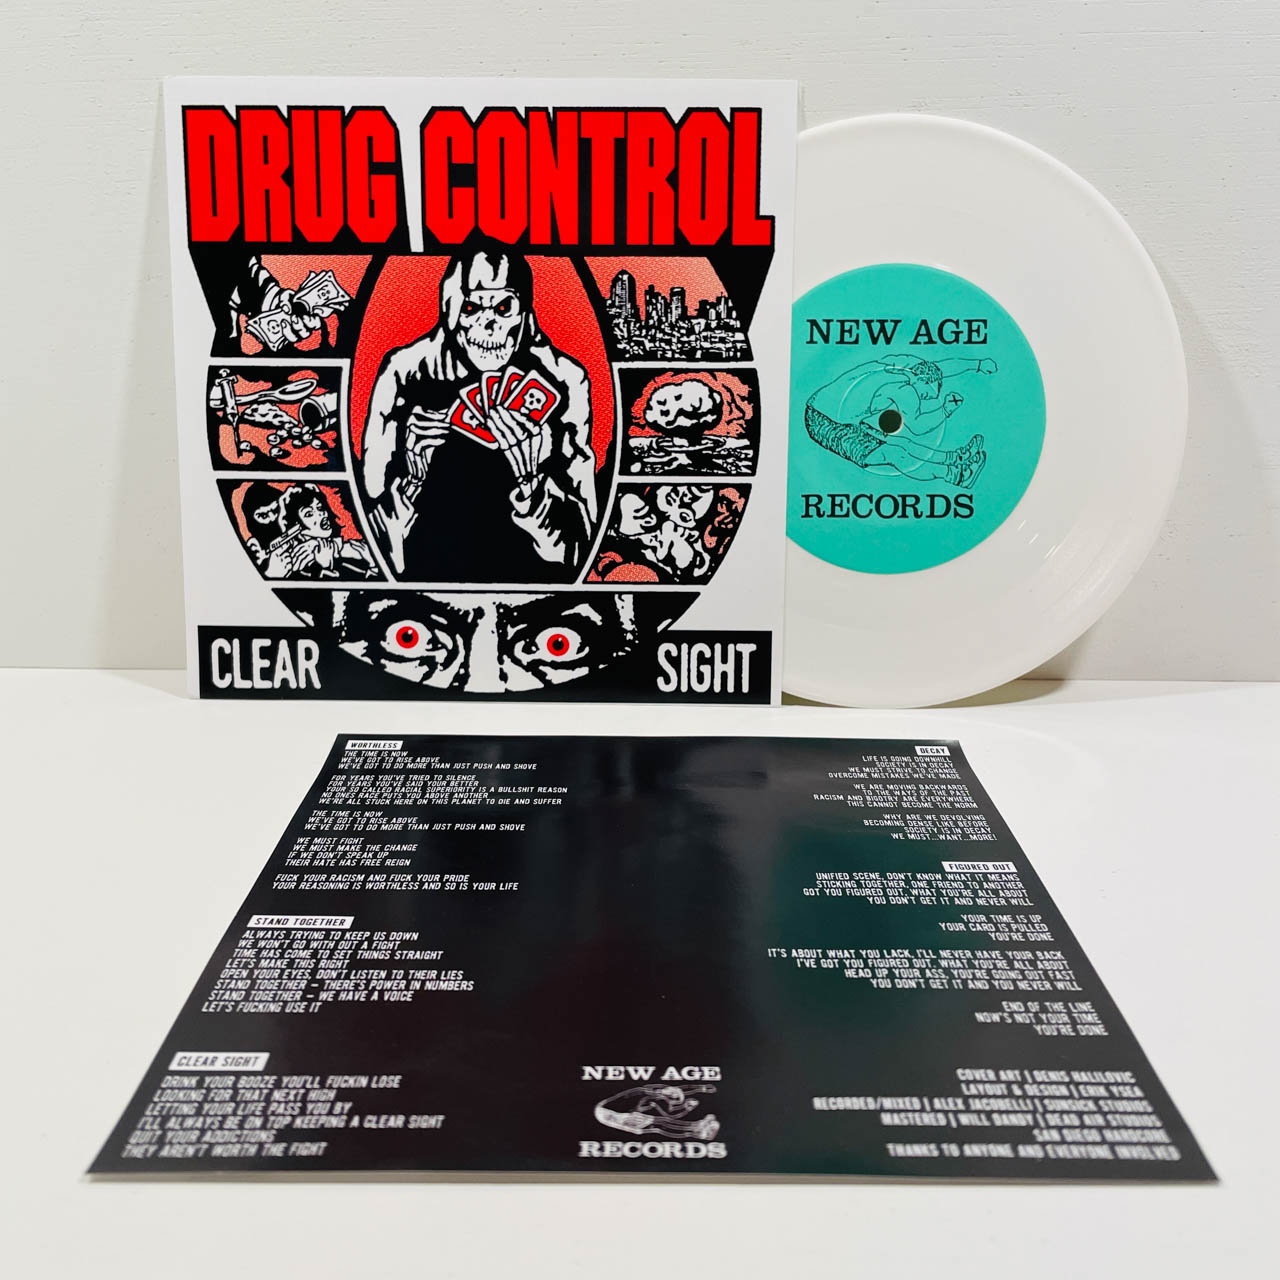 DRUG CONTROL
CLEAR SIGHT
NEW AGE
RECORDS
WORTHLESS
THE TIME IS NOW
WE'VE GOT TO RISE ABOVE
WE'VE GOT TO DO MORE THAN JUST PUSH AND SHOVE
FOR YEARS YOU'VE TRIED TO SILENCE
FOR YEARS YOU'VE SAID YOUR BETTER
YOUR SO CALLED RACIAL SUPERIORITY IS A BULLSHIT REASON
NO ONES RACE PUTS YOU ABOVE ANOTHER
WE'RE ALL STUCK HERE ON THIS PLANET TO DIE AND SUFFER
THE TIME IS NOW
WE'VE GOT TO RISE ABOVE
WE'VE GOT TO DO MORE THAN JUST PUSH AND SHOVE
WE MUST FIGHT
WE MUST MAKE THE CHANGE
IF WE DON'T SPEAK UP
THEIR HATE HAS FREE REIGN
FUCK YOUR RACISM AND FUCK YOUR PRIDE
YOUR REASONING IS WORTHLESS AND SO IS YOUR LIFE
STAND TOGETHER
ALWAYS TRYING TO KEEP US DOWN
WE WON'T GO WITH OUT A FIGHT
TIME HAS COME TO SET THINGS STRAIGHT
LET'S MAKE THIS RIGHT
OPEN YOUR EYES, DON'T LISTEN TO THEIR LIES
STAND TOGETHER – THERE'S POWER IN NUMBERS
STAND TOGETHER – WE HAVE A VOICE
LET'S FUCKING USE IT
CLEAR SIGHT
DRINK YOUR BOOZE YOU'LL FUCKIN LOSE
LOOKING FOR THAT NEXT HIGH
LETTING YOUR LIFE PASS YOU BY
I'LL ALWAYS BE ON TOP KEEPING A CLEAR SIGHT
QUIT YOUR ADDICTIONS
THEY AREN'T WORTH THE FIGHT
DECAY
LIFE IS GOING DOWNHILL
SOCIETY IS IN DECAY
WE MUST STRIVE TO CHANGE
OVERCOME MISTAKES WE'VE MADE
WE ARE MOVING BACKWARDS
TO THE WAYS OF THE PAST
RACISM AND BIGOTRY ARE EVERYWHERE
THIS CANNOT BECOME THE NORM
WHY ARE WE DEVOLVING
BECOMING DENSE LIKE BEFORE
SOCIETY IS IN DECAY
WE MUST...WANT...MORE!
FIGURED OUT
UNIFIED SCENE, DON'T KNOW WHAT IT MEANS
STICKING TOGETHER, ONE FRIEND TO ANOTHER
GOT YOU FIGURED OUT, WHAT YOU'RE ALL ABOUT
YOU DON'T GET IT AND NEVER WILL
YOUR TIME IS UP
YOUR CARD IS PULLED
YOU'RE DONE
IT'S ABOUT WHAT YOU LACK, I'LL NEVER HAVE YOUR BACK
I'VE GOT YOU FIGURED OUT, WHAT YOU'RE ALL ABOUT
HEAD UP YOUR ASS, YOU'RE GOING OUT FAST
YOU DON'T GET IT AND YOU NEVER WILL
END OF THE LINE
NOW'S NOT YOUR TIME
YOU'RE DONE
COVER ART | DENIS HALILOVIC
LAYOUT & DESIGN | ERIK YSEA
RECORDED/MIXED | ALEX JACOBELLI | SUNROCK STUDIOS
MASTERED | WILL DANDY | DEAD AIR STUDIOS
SAN DIEGO HARDCORE
THANKS TO ANYONE AND EVERYONE INVOLVED
NEW AGE
RECORDS